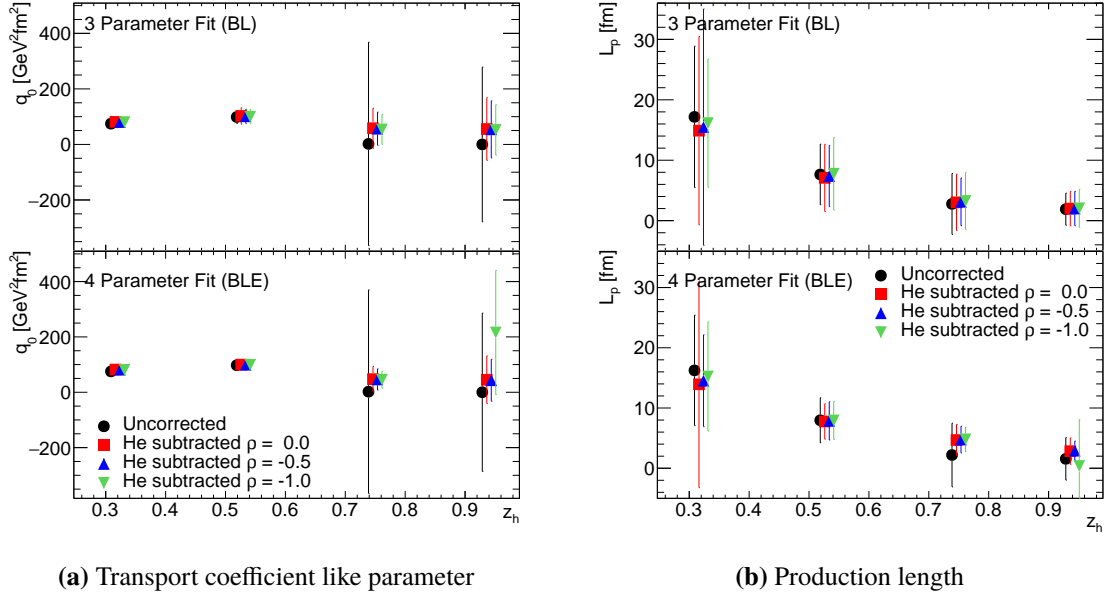 3 Parameter Fit (BL)
q₀ [GeV²fm²]
400
200
0
−200
4 Parameter Fit (BLE)
q₀ [GeV²fm²]
400
200
0
−200
Uncorrected
He subtracted ρ = 0.0
He subtracted ρ = -0.5
He subtracted ρ = -1.0
0.3 0.4 0.5 0.6 0.7 0.8 0.9
z_h
(a) Transport coefficient like parameter
3 Parameter Fit (BL)
L_p [fm]
30
20
10
0
4 Parameter Fit (BLE)
L_p [fm]
30
20
10
0
Uncorrected
He subtracted ρ = 0.0
He subtracted ρ = -0.5
He subtracted ρ = -1.0
0.3 0.4 0.5 0.6 0.7 0.8 0.9
z_h
(b) Production length